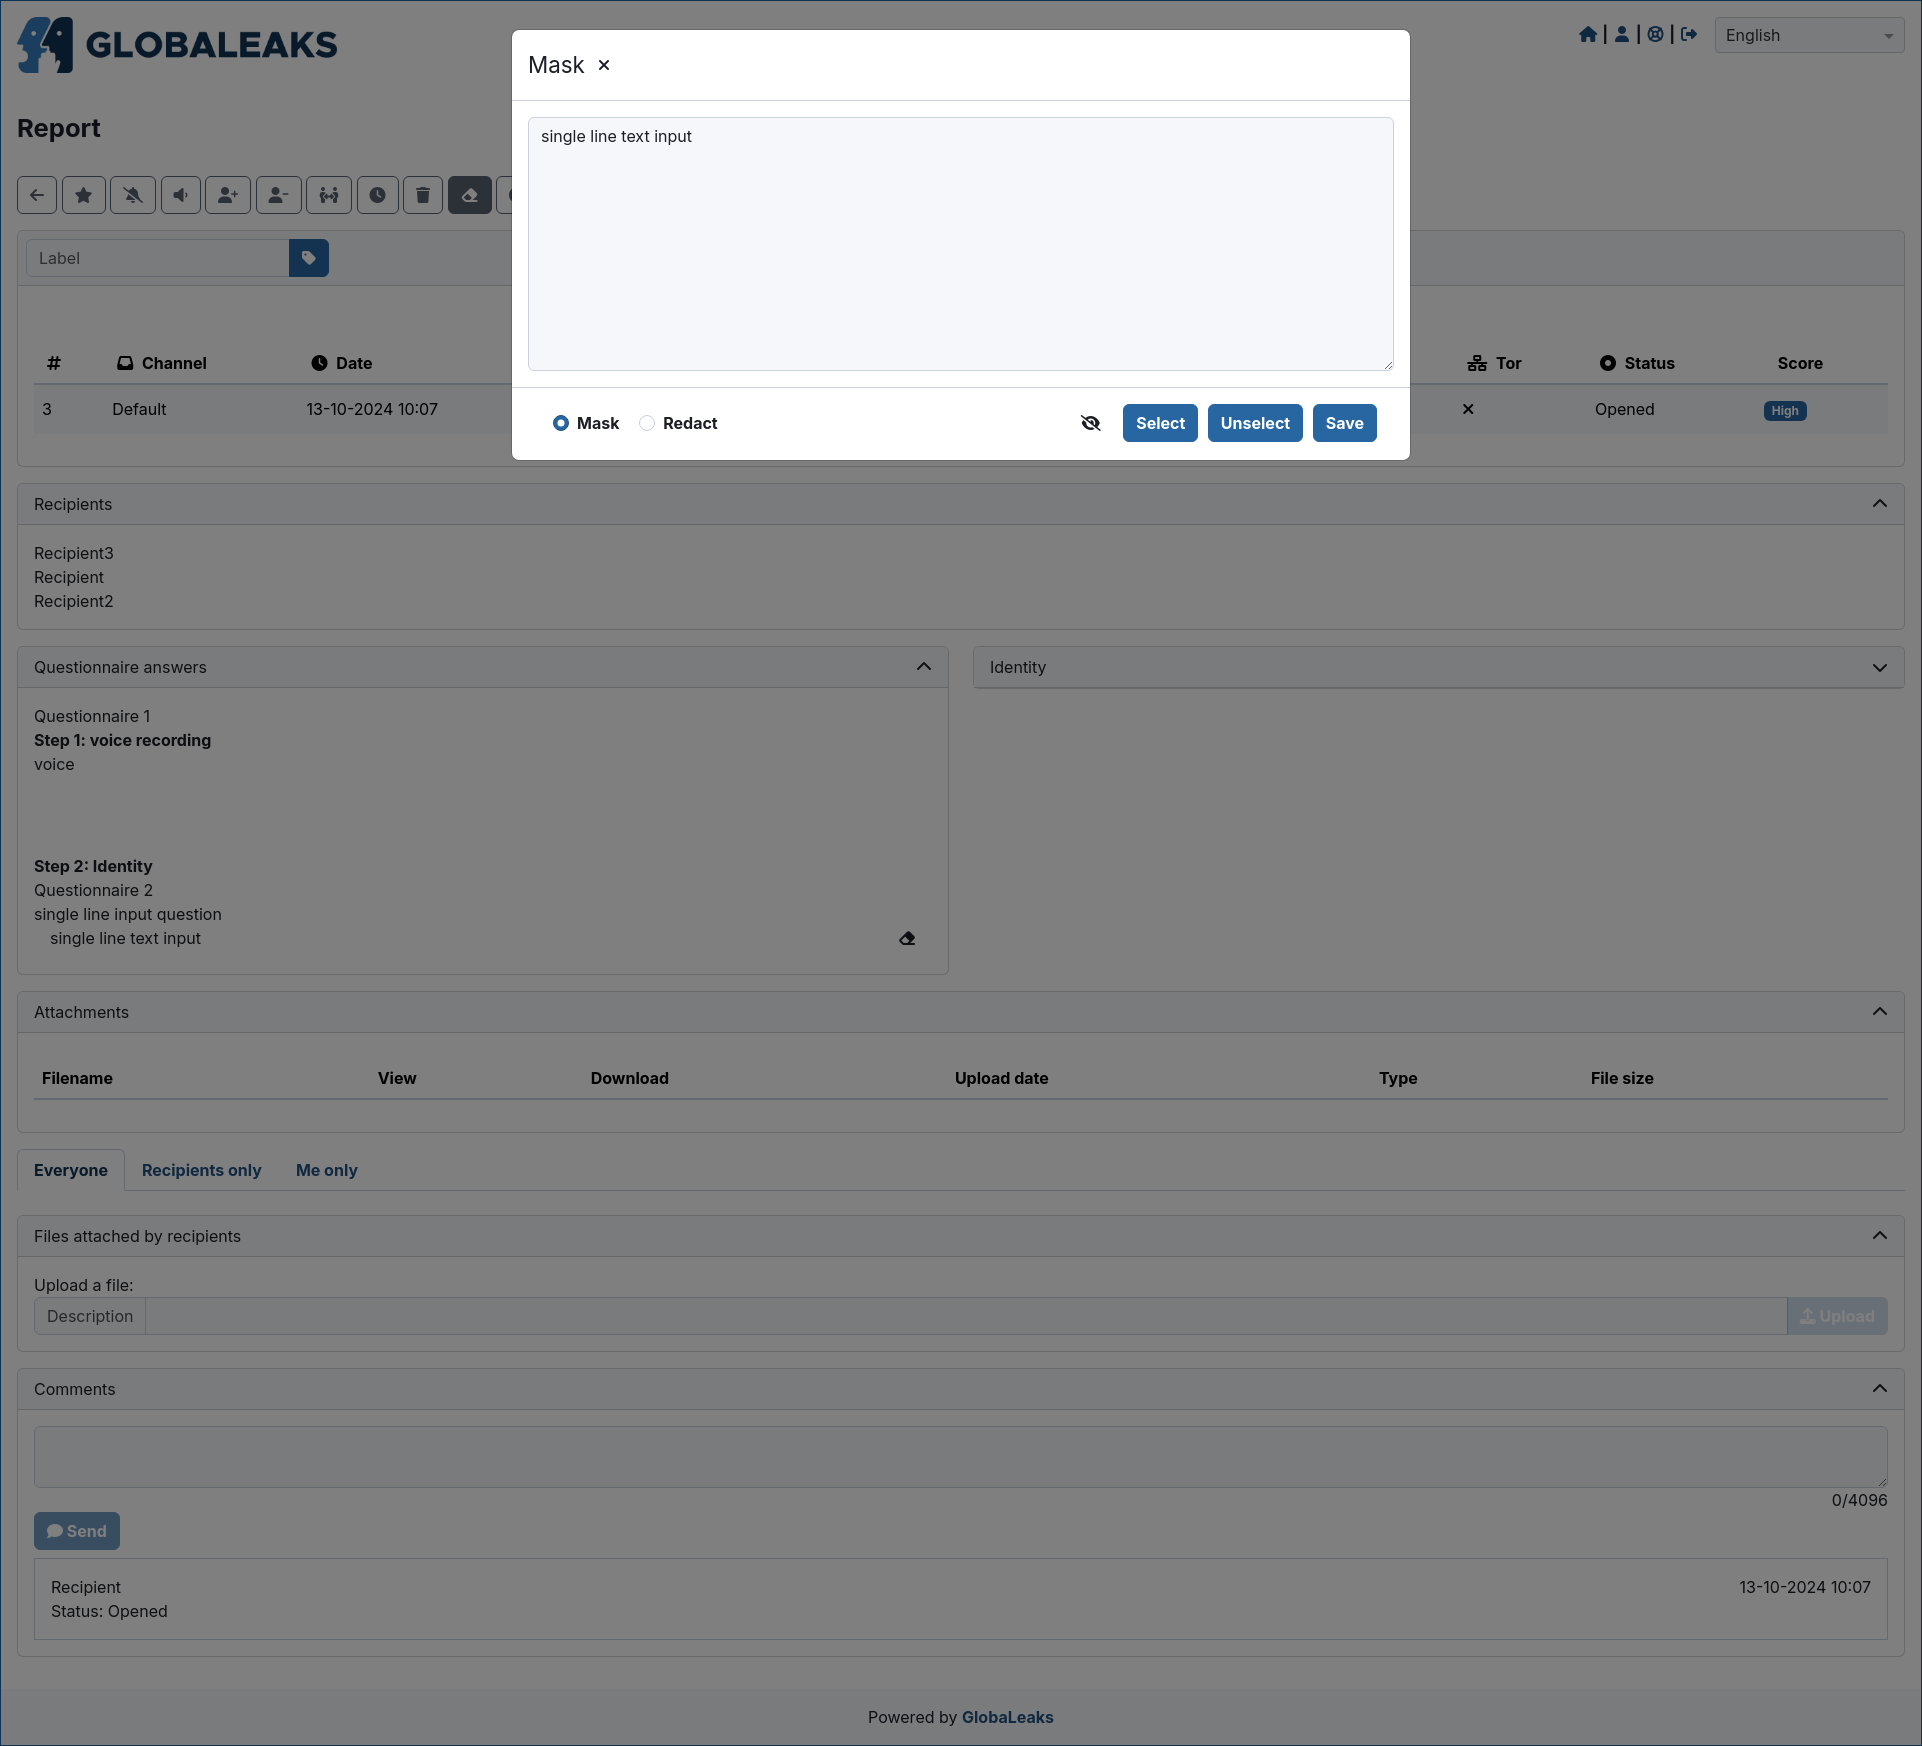 GLOBALEAKS
English
Mask
Report
single line text input
Label
# Channel Date Tor Status Score
3 Default 13-10-2024 10:07 Opened High
Mask Redact Select Unselect Save
Recipients
Recipient3
Recipient
Recipient2
Questionnaire answers
Identity
Questionnaire 1
Step 1: voice recording
voice
Step 2: Identity
Questionnaire 2
single line input question
single line text input
Attachments
Filename View Download Upload date Type File size
Everyone Recipients only Me only
Files attached by recipients
Upload a file:
Description Upload
Comments
0/4096
Send
Recipient 13-10-2024 10:07
Status: Opened
Powered by GlobaLeaks